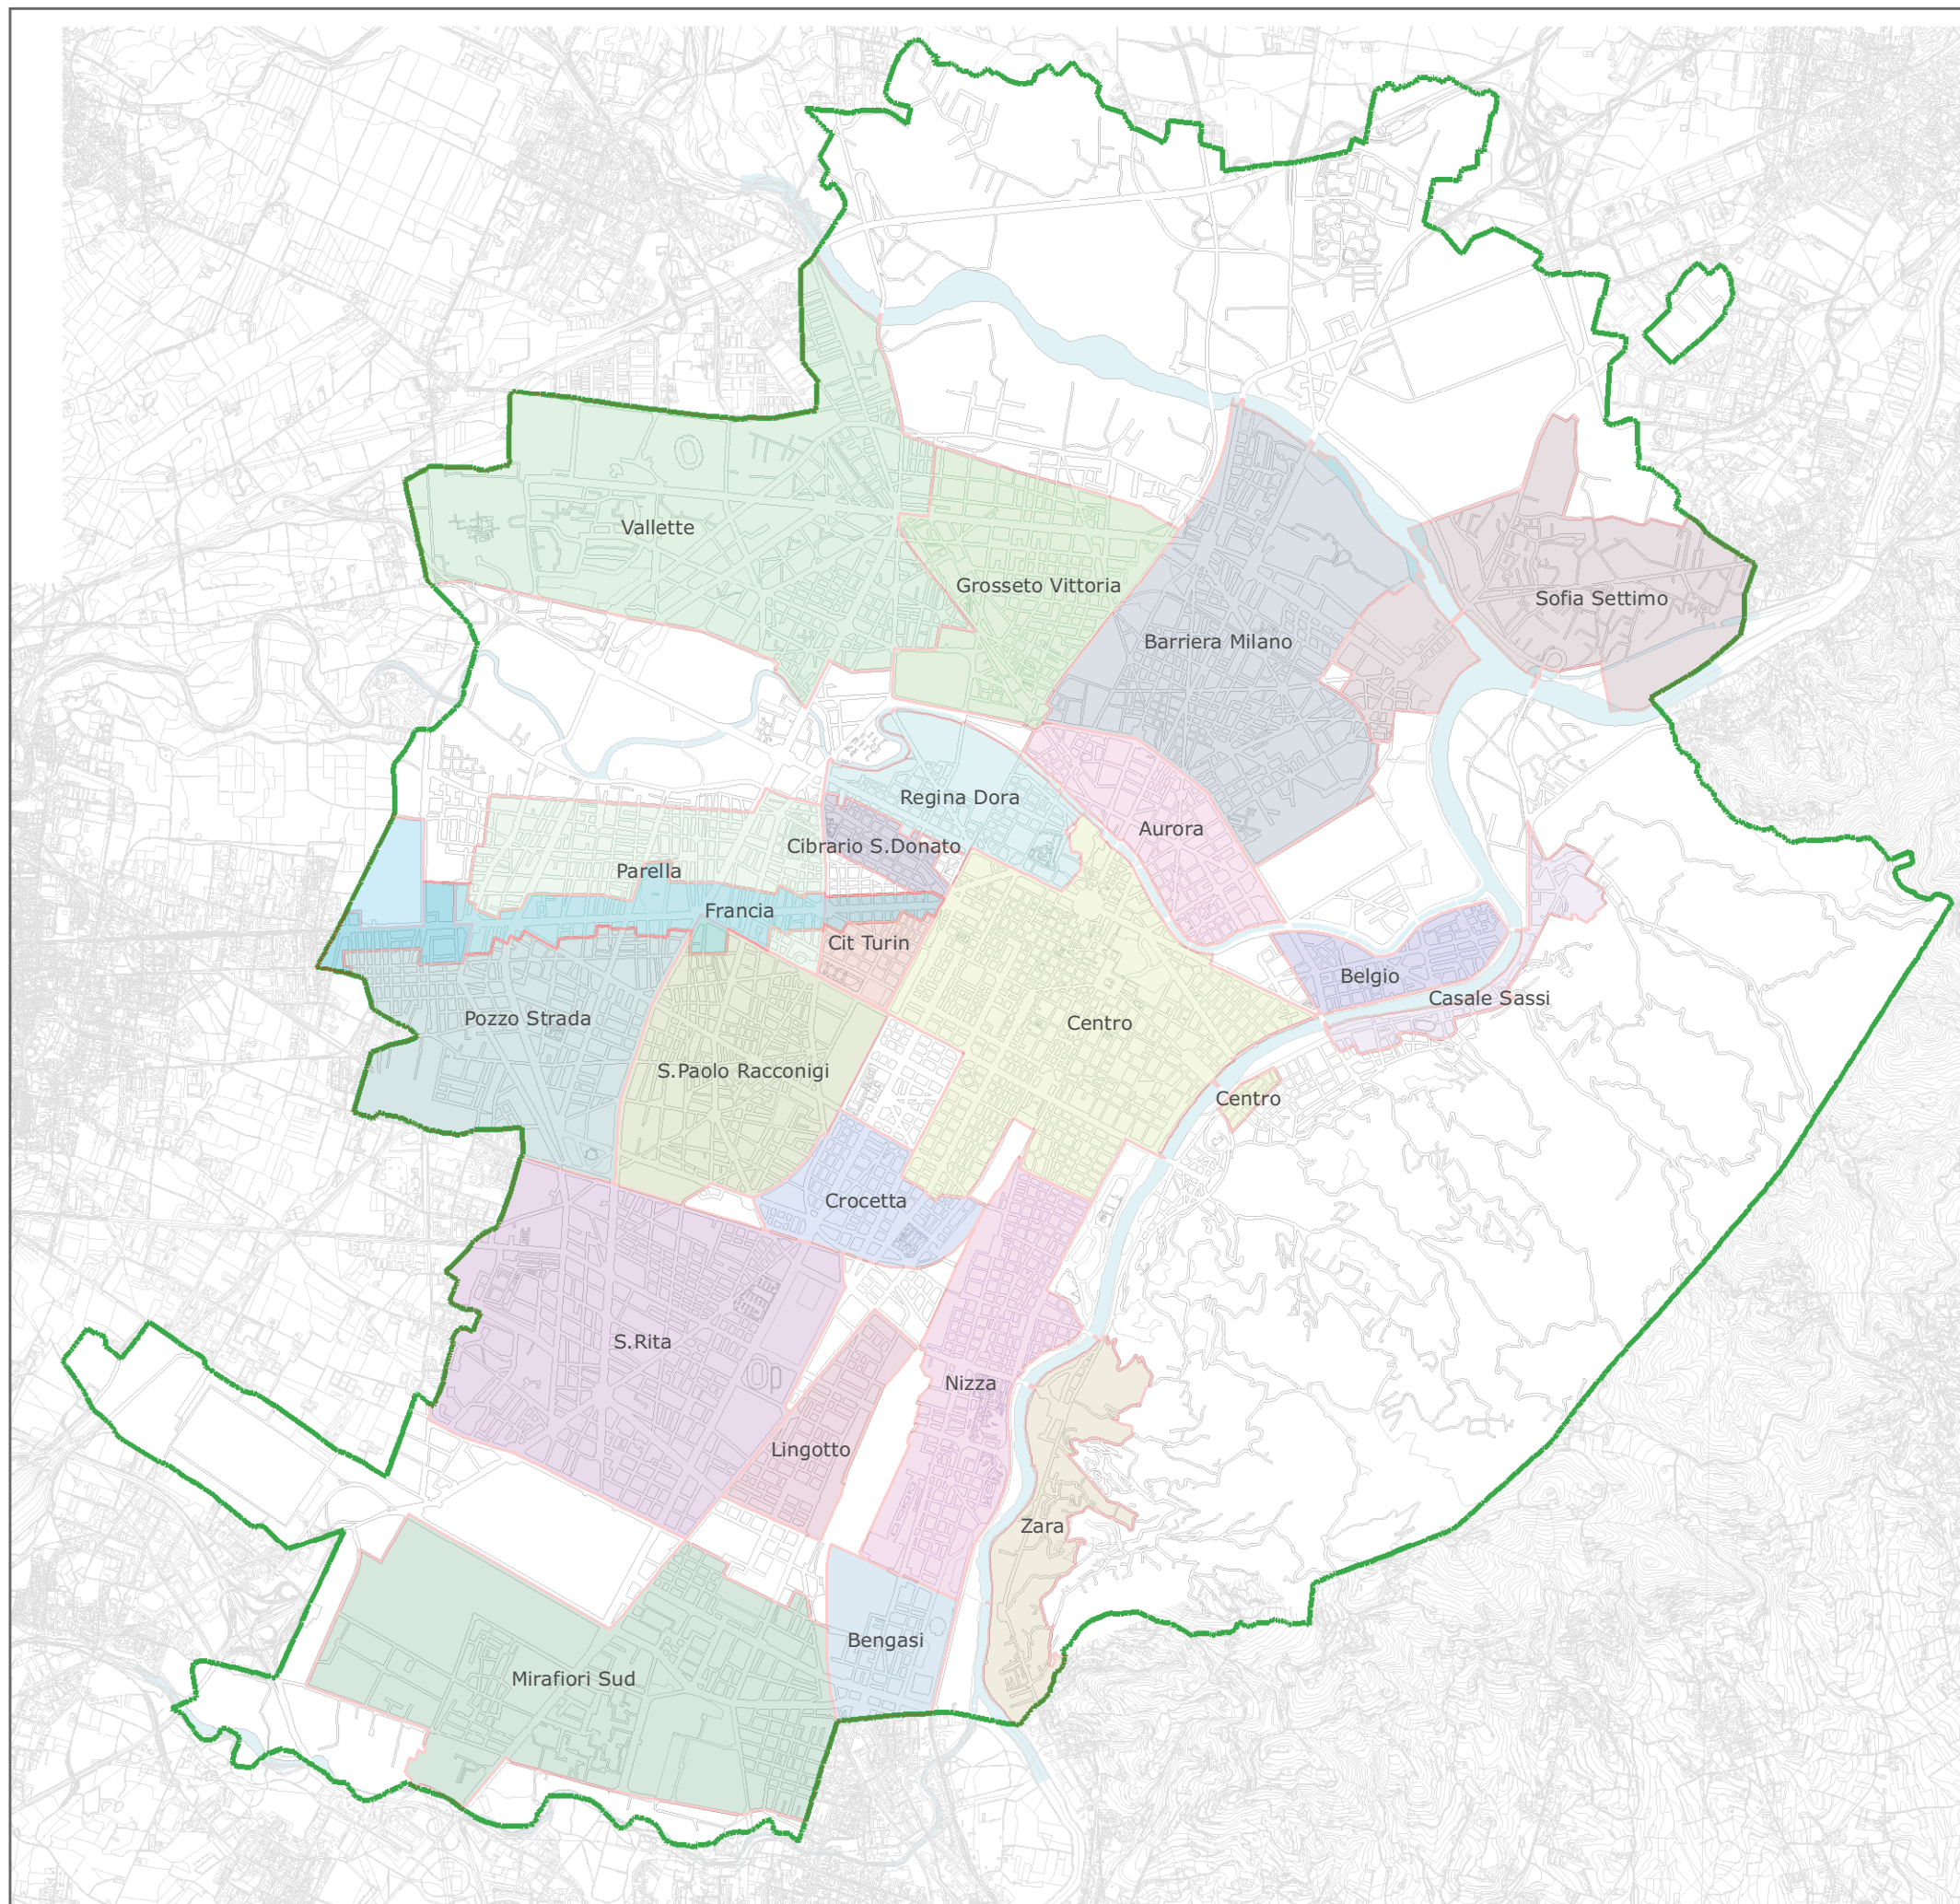 Vallette
Grosseto Vittoria
Sofia Settimo
Barriera Milano
Regina Dora
Aurora
Cibrario S.Donato
Parella
Francia
Cit Turin
Belgio
Casale Sassi
Pozzo Strada
Centro
S.Paolo Racconigi
Centro
Crocetta
S.Rita
Nizza
Lingotto
Zara
Bengasi
Mirafiori Sud